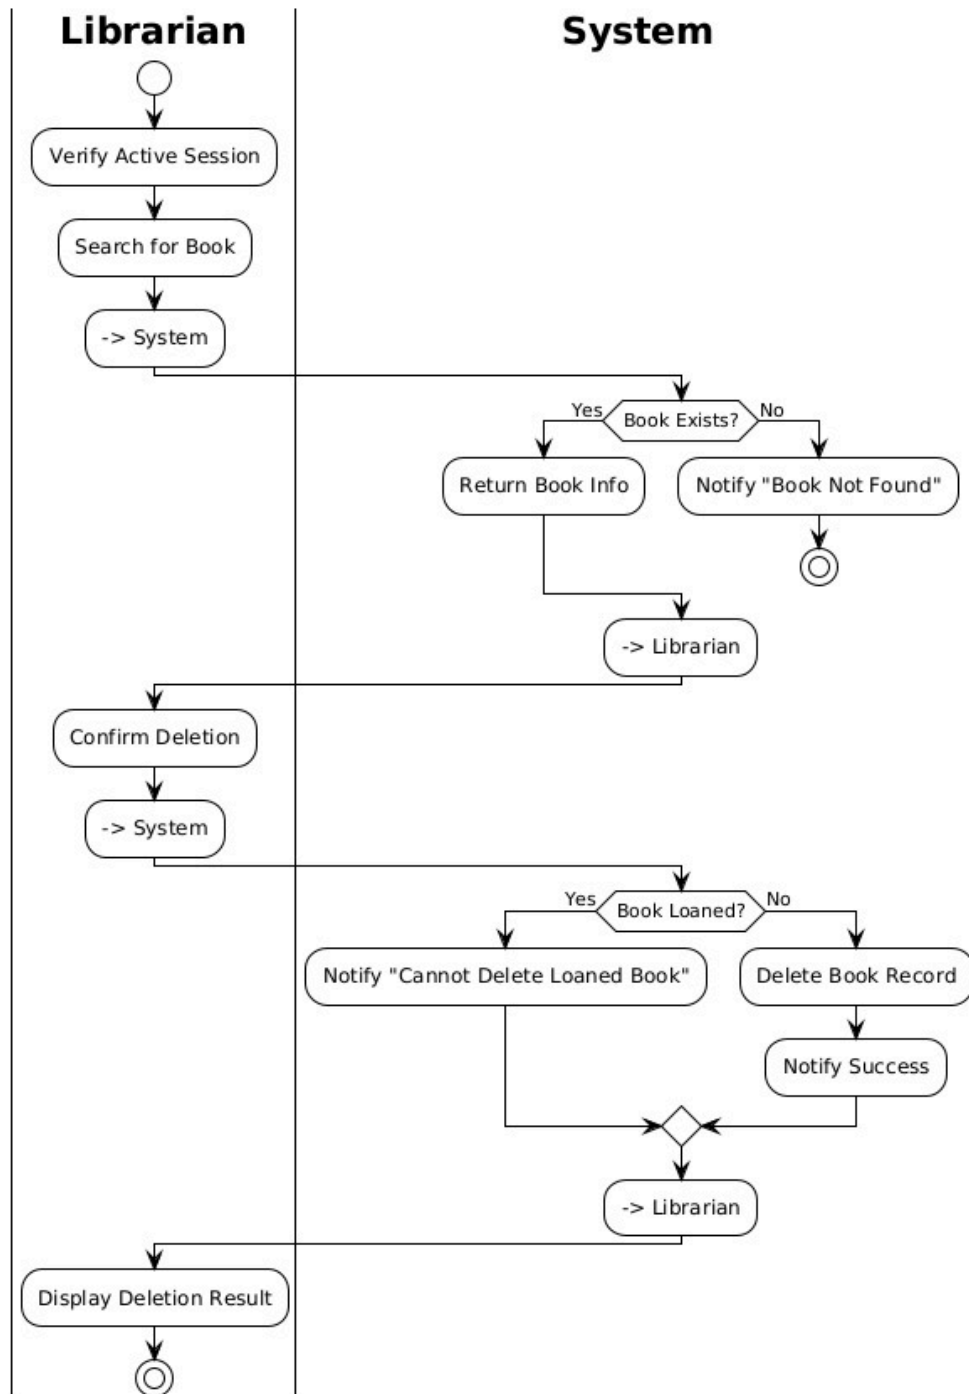 Librarian
System
Verify Active Session
Search for Book
-> System
Yes
Book Exists?
No
Return Book Info
Notify "Book Not Found"
-> Librarian
Confirm Deletion
-> System
Yes
Book Loaned?
No
Notify "Cannot Delete Loaned Book"
Delete Book Record
Notify Success
-> Librarian
Display Deletion Result